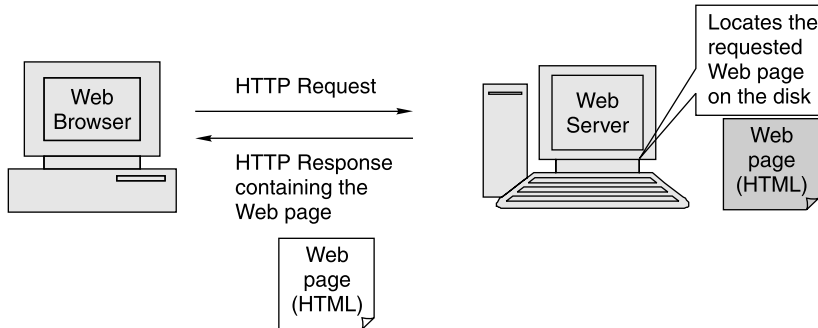 Web
Browser
HTTP Request
HTTP Response
containing the
Web page
Web
page
(HTML)
Web
Server
Locates the
requested
Web page
on the disk
Web
page
(HTML)